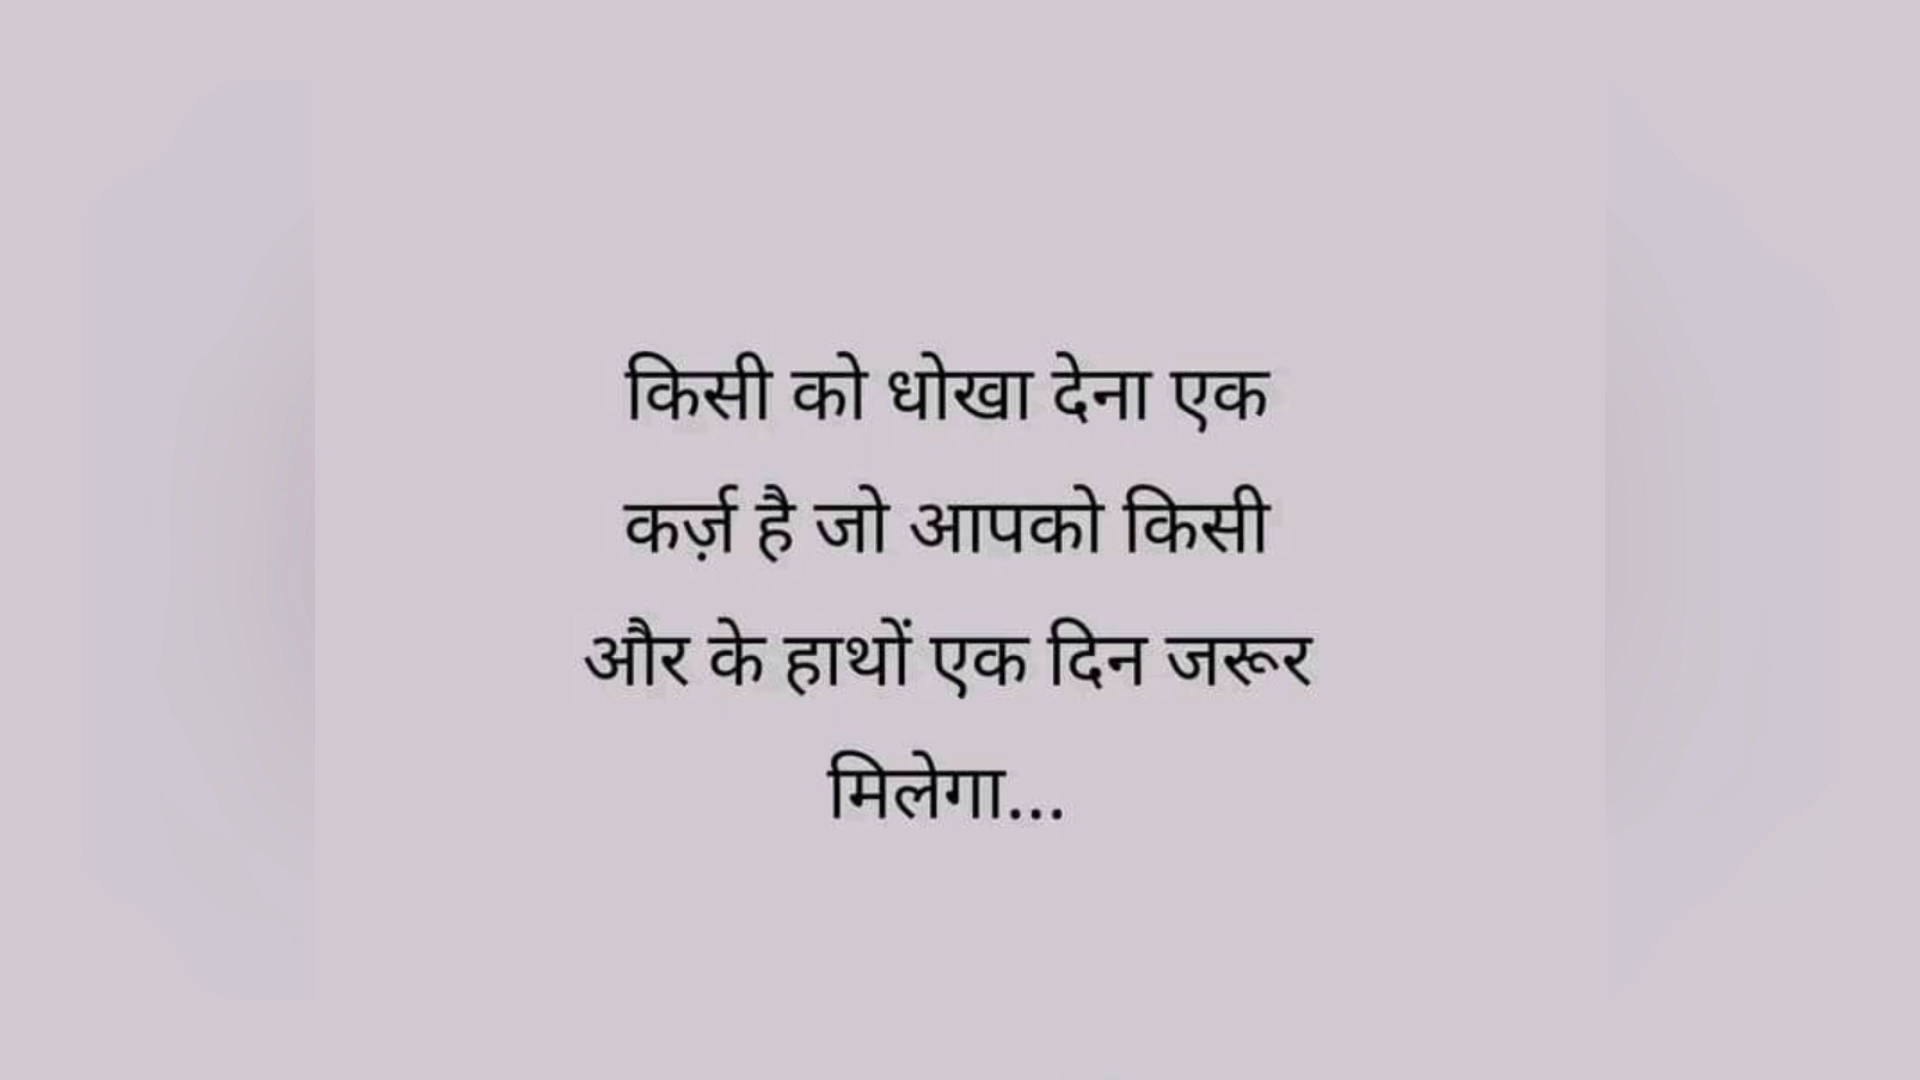 किसी को धोखा देना एक
कर्ज़ है जो आपको किसी
और के हाथों एक दिन जरूर
मिलेगा...